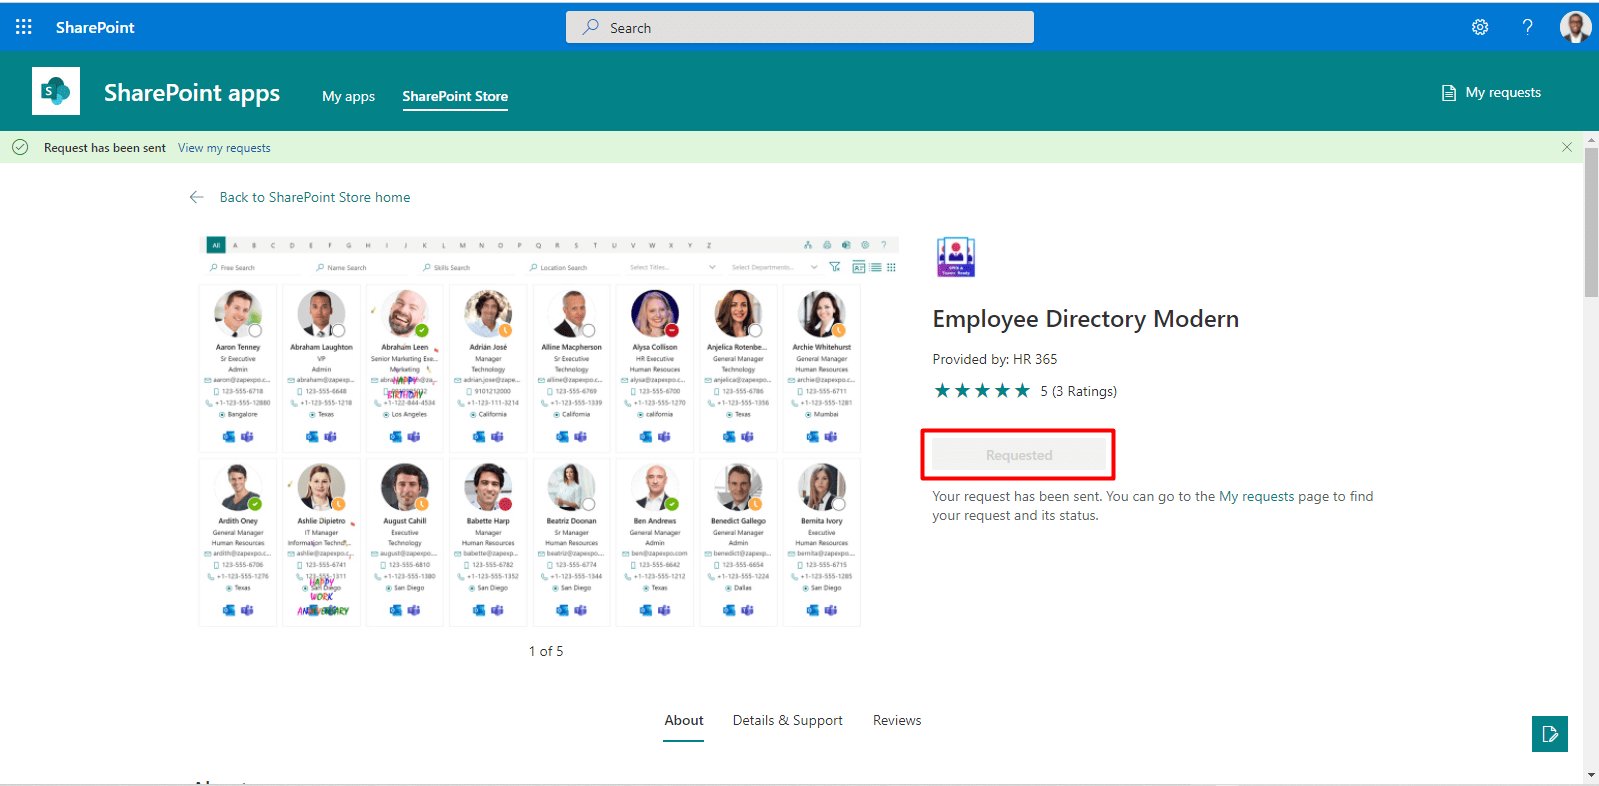 SharePoint
Search
SharePoint apps
My apps
SharePoint Store
My requests
Request has been sent View my requests
Back to SharePoint Store home
All A B C D E F G H I J K L M N O P Q R S T U V W X Y Z
Free Search Name Search Skills Search Location Search Select Titles... Select Departments...
Aaron Tenney Abraham Laughton Abraham Leen Adrián José Alline Macpherson Alysa Collison Anjelica Rotenbe... Archie Whitehurst
Sr Executive VP Senior Marketing Exe... Manager Sr Executive HR Executive General Manager General Manager
Admin Admin Marketing Technology Technology Human Resouces Technology Human Resources
aaron@zapexpo.c... abraham@zapexp... adrian.jose@zape... alline@zapexpo.c... alysa@zapexpo.c... anjelica@zapexp... archie@zapexpo.c...
HAPPY
BIRTHDAY
123-555-6708 123-555-6648 9101212000 123-555-6769 123-555-6700 123-555-6786 123-555-6711
+1-123-555-12880 +1-123-555-1218 +1-122-844-4534 +1-123-111-3214 +1-123-555-1339 +1-123-555-1270 +1-123-555-1356 +1-123-555-1281
Bangalore Texas Los Angeles California California california Texas Mumbai
Ardith Oney Ashlie Dipietro August Cahill Babette Harp Beatriz Doonan Ben Andrews Benedict Gallego Bernita Ivory
General Manager IT Manager Executive Manager Sr Manager General Manager General Manager Executive
Human Resources Information Technol... Technology Human Resources Human Resources Admin Admin Human Resources
ardith@zapexpo.c... ashlie@zapexpo.c... august@zapexpo.c... babette@zapexp... beatriz@zapexpo... ben@zapexpo.com benedict@zapexp... bernita@zapexpo...
123-555-6706 123-555-6741 123-555-6810 123-555-6782 123-555-6774 123-555-6642 123-555-6654 123-555-6715
+1-123-555-1276 123-555-1311 +1-123-555-1380 +1-123-555-1352 +1-123-555-1344 +1-123-555-1212 +1-123-555-1224 +1-123-555-1285
Texas San Diego San Diego San Diego San Diego Texas Dallas San Diego
HAPPY
WORK
ANNIVERSARY
1 of 5
SPFX &
Teams Ready
Employee Directory Modern
Provided by: HR 365
5 (3 Ratings)
Requested
Your request has been sent. You can go to the My requests page to find
your request and its status.
About
Details & Support
Reviews